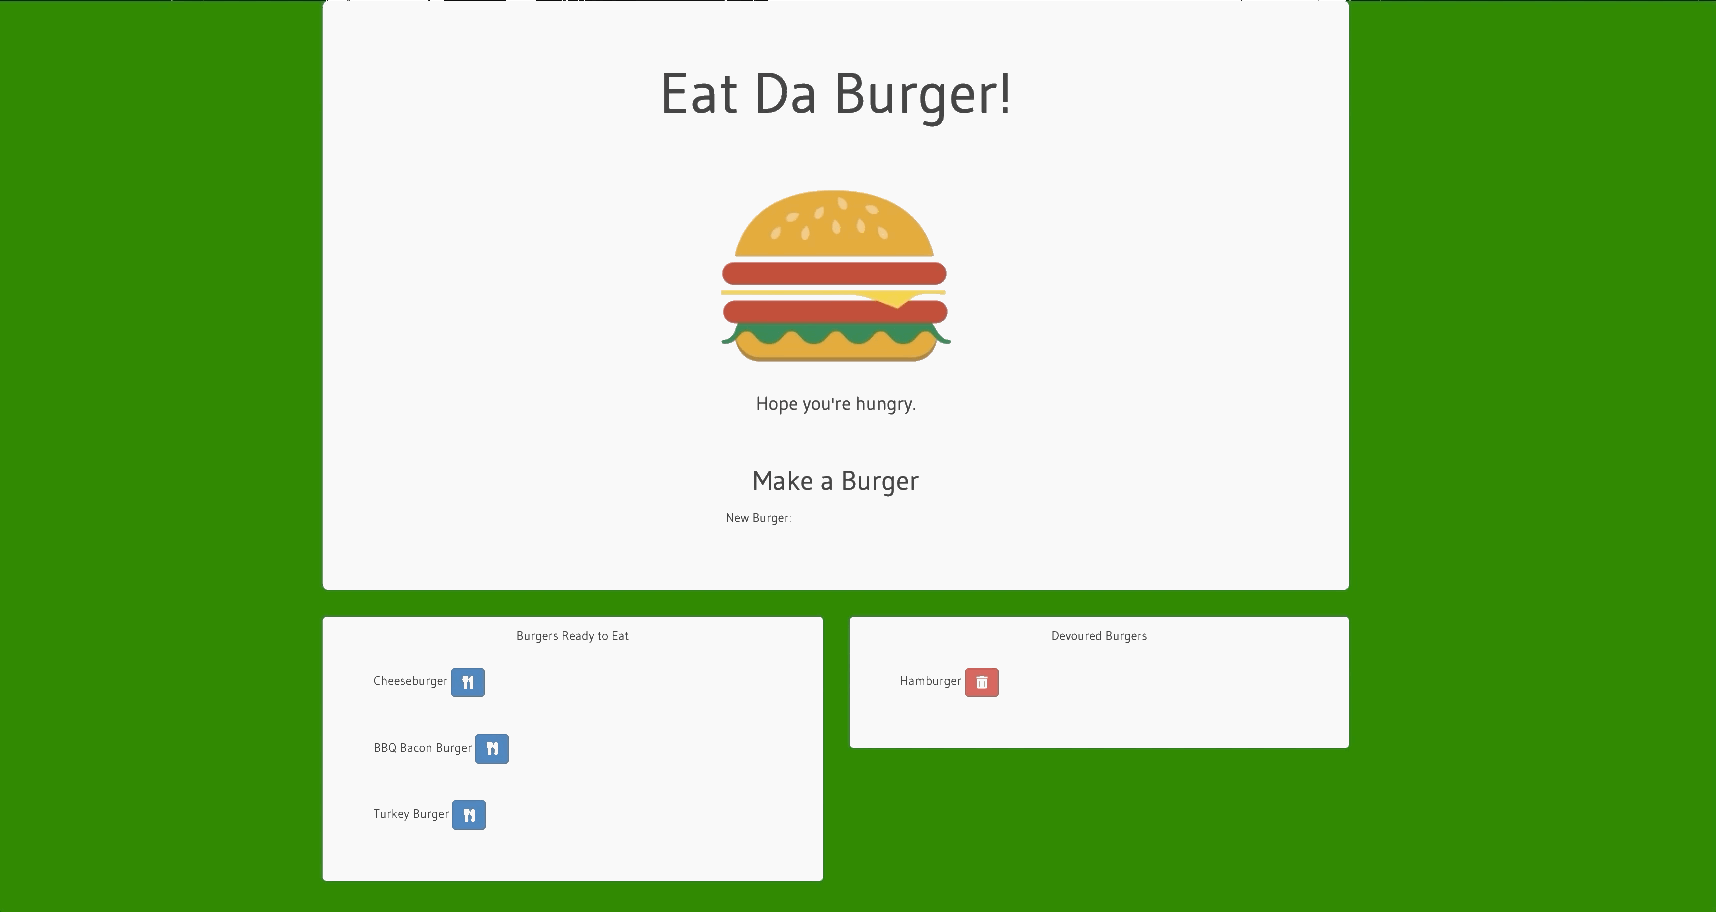 Eat Da Burger!
Hope you're hungry.
Make a Burger
New Burger:
Burgers Ready to Eat
Cheeseburger
BBQ Bacon Burger
Turkey Burger
Devoured Burgers
Hamburger